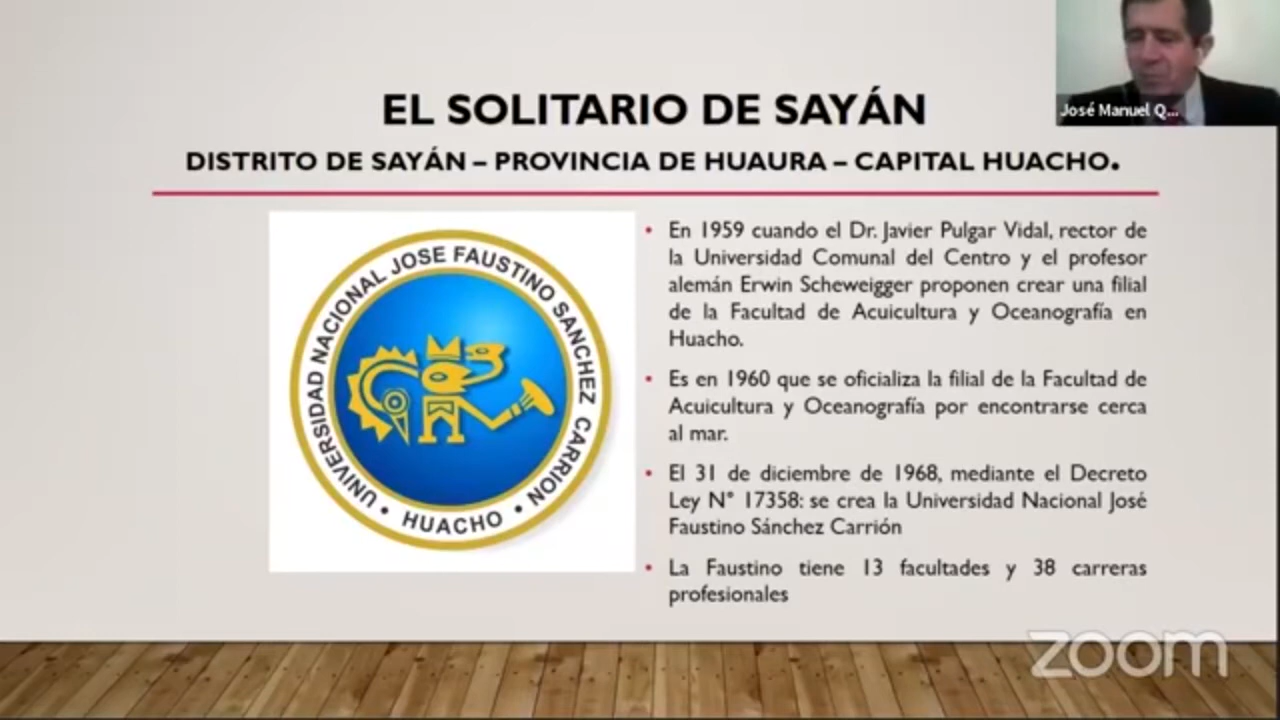 EL SOLITARIO DE SAYÁN
José Manuel Q...
DISTRITO DE SAYÁN – PROVINCIA DE HUAURA – CAPITAL HUACHO.
UNIVERSIDAD NACIONAL JOSE FAUSTINO SANCHEZ CARRION
• HUACHO •
• En 1959 cuando el Dr. Javier Pulgar Vidal, rector de
la Universidad Comunal del Centro y el profesor
alemán Erwin Scheweigger proponen crear una filial
de la Facultad de Acuicultura y Oceanografía en
Huacho.
• Es en 1960 que se oficializa la filial de la Facultad de
Acuicultura y Oceanografía por encontrarse cerca
al mar.
• El 31 de diciembre de 1968, mediante el Decreto
Ley N° 17358: se crea la Universidad Nacional José
Faustino Sánchez Carrión
• La Faustino tiene 13 facultades y 38 carreras
profesionales
zoom